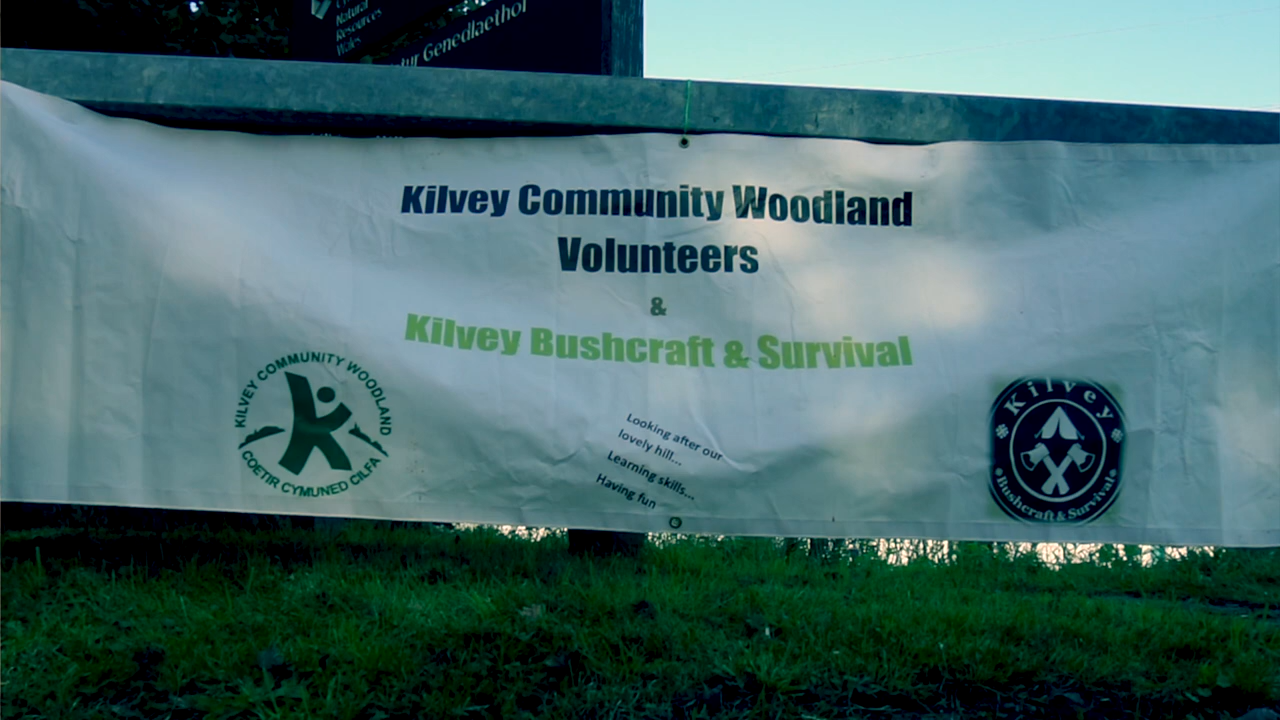 Natural
Resources
Wales
Genedlaethol
Kilvey Community Woodland
Volunteers
&
Kilvey Bushcraft & Survival
KILVEY COMMUNITY WOODLAND
COETIR CYMUNED CILFA
Looking after our
lovely hill...
Learning skills...
Having fun
Kilvey
Bushcraft & Survival